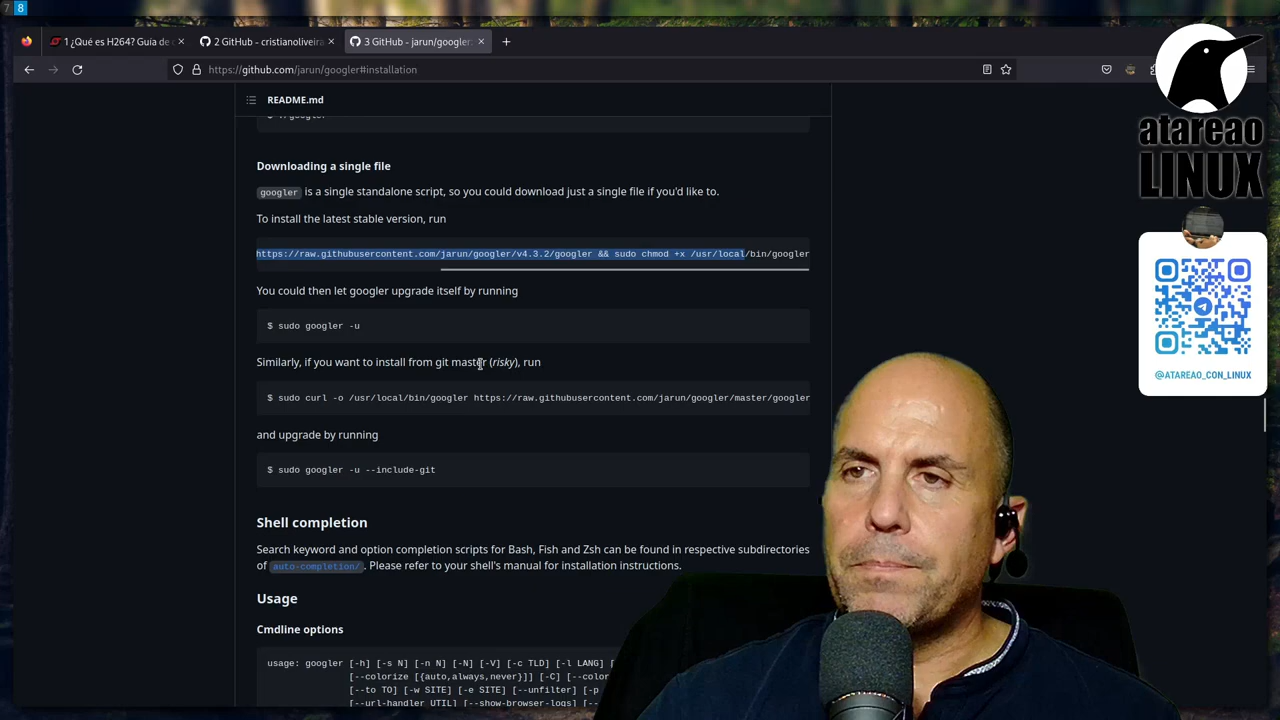 7 8
1 ¿Qué es H264? Guía de
2 GitHub - cristianoliveira
3 GitHub - jarun/googler:
https://github.com/jarun/googler#installation
README.md
Downloading a single file
googler is a single standalone script, so you could download just a single file if you'd like to.
To install the latest stable version, run
https://raw.githubusercontent.com/jarun/googler/v4.3.2/googler && sudo chmod +x /usr/local/bin/googler
You could then let googler upgrade itself by running
$ sudo googler -u
Similarly, if you want to install from git master (risky), run
$ sudo curl -o /usr/local/bin/googler https://raw.githubusercontent.com/jarun/googler/master/googler
and upgrade by running
$ sudo googler -u --include-git
Shell completion
Search keyword and option completion scripts for Bash, Fish and Zsh can be found in respective subdirectories
of auto-completion/. Please refer to your shell's manual for installation instructions.
Usage
Cmdline options
usage: googler [-h] [-s N] [-n N] [-N] [-V] [-c TLD] [-l LANG]
[--colorize [{auto,always,never}]] [-C]
[--to TO] [-w SITE] [-e SITE] [--unfilter] [-p
[--url-handler UTIL] [--show-browser-logs]
atareao
LINUX
@ATAREAO_CON_LINUX